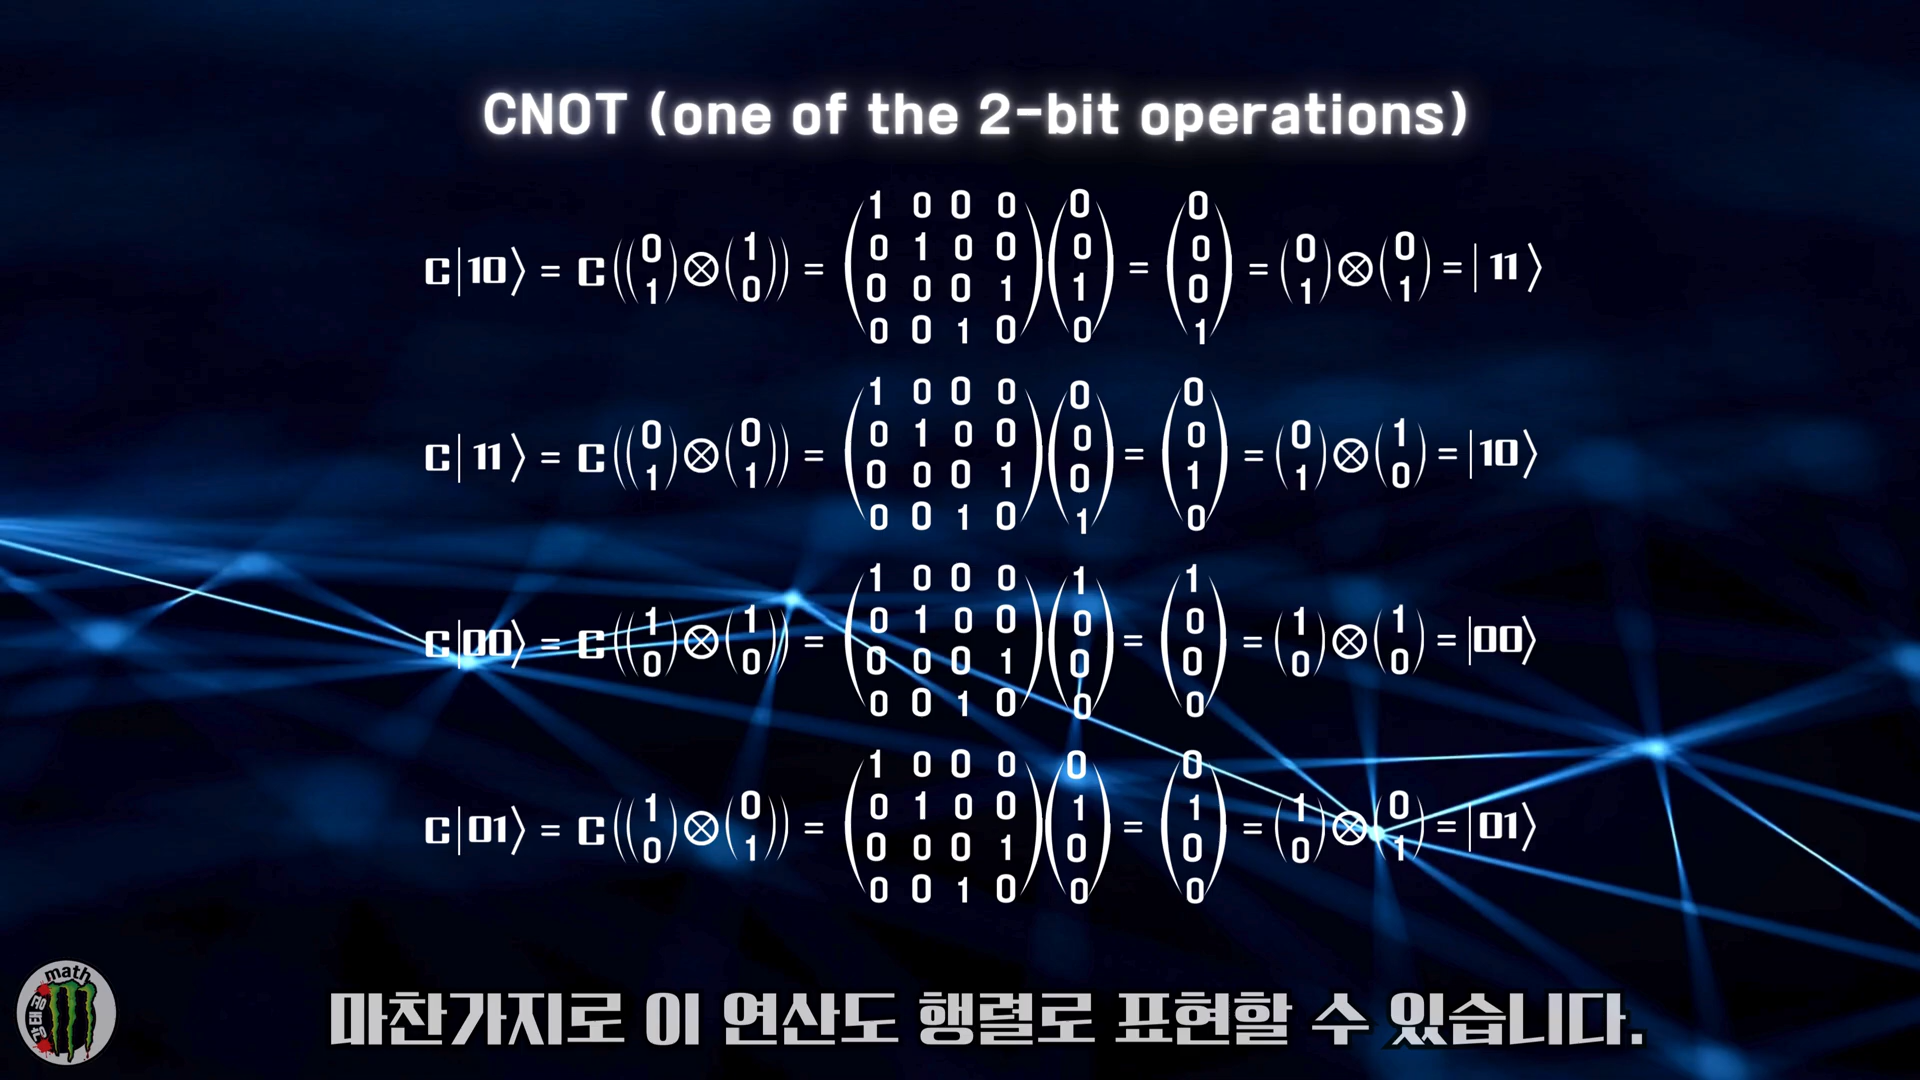 CNOT (one of the 2-bit operations)
C|10⟩ = C((0 1)⊗(1 0)) = (1 0 0 0 0 1 0 0 0 0 0 1 0 0 1 0)(0 0 1 0) = (0 0 0 1) = (0 1)⊗(0 1) = |11⟩
C|11⟩ = C((0 1)⊗(0 1)) = (1 0 0 0 0 1 0 0 0 0 0 1 0 0 1 0)(0 0 0 1) = (0 0 1 0) = (0 1)⊗(1 0) = |10⟩
C|00⟩ = C((1 0)⊗(1 0)) = (1 0 0 0 0 1 0 0 0 0 0 1 0 0 1 0)(1 0 0 0) = (1 0 0 0) = (1 0)⊗(1 0) = |00⟩
C|01⟩ = C((1 0)⊗(0 1)) = (1 0 0 0 0 1 0 0 0 0 0 1 0 0 1 0)(0 1 0 0) = (0 1 0 0) = (1 0)⊗(0 1) = |01⟩
math
마찬가지로 이 연산도 행렬로 표현할 수 있습니다.